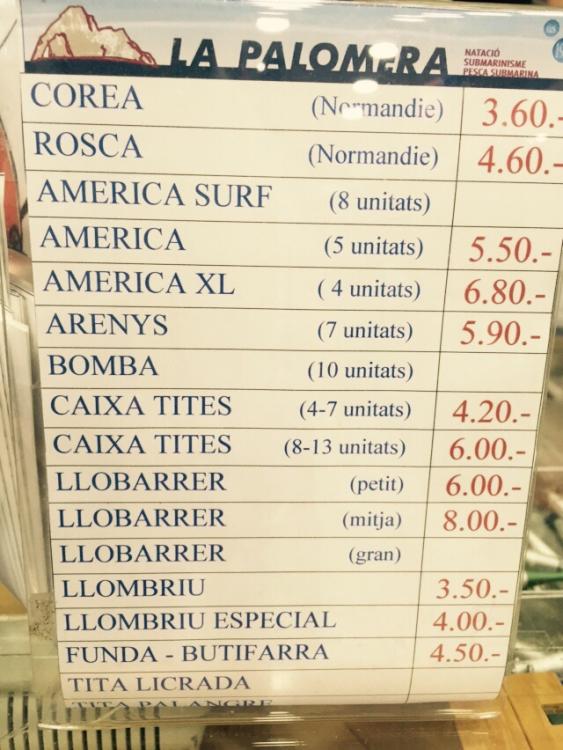 LA PALOMERA
NATACIÓ
SUBMARINISME
PESCA SUBMARINA
COREA (Normandie) 3.60.-
ROSCA (Normandie) 4.60.-
AMERICA SURF (8 unitats)
AMERICA (5 unitats) 5.50.-
AMERICA XL ( 4 unitats) 6.80.-
ARENYS (7 unitats) 5.90.-
BOMBA (10 unitats)
CAIXA TITES (4-7 unitats) 4.20.-
CAIXA TITES (8-13 unitats) 6.00.-
LLOBARRER (petit) 6.00.-
LLOBARRER (mitja) 8.00.-
LLOBARRER (gran)
LLOMBRIU 3.50.-
LLOMBRIU ESPECIAL 4.00.-
FUNDA - BUTIFARRA 4.50.-
TITA LICRADA
TITA PALANGRE